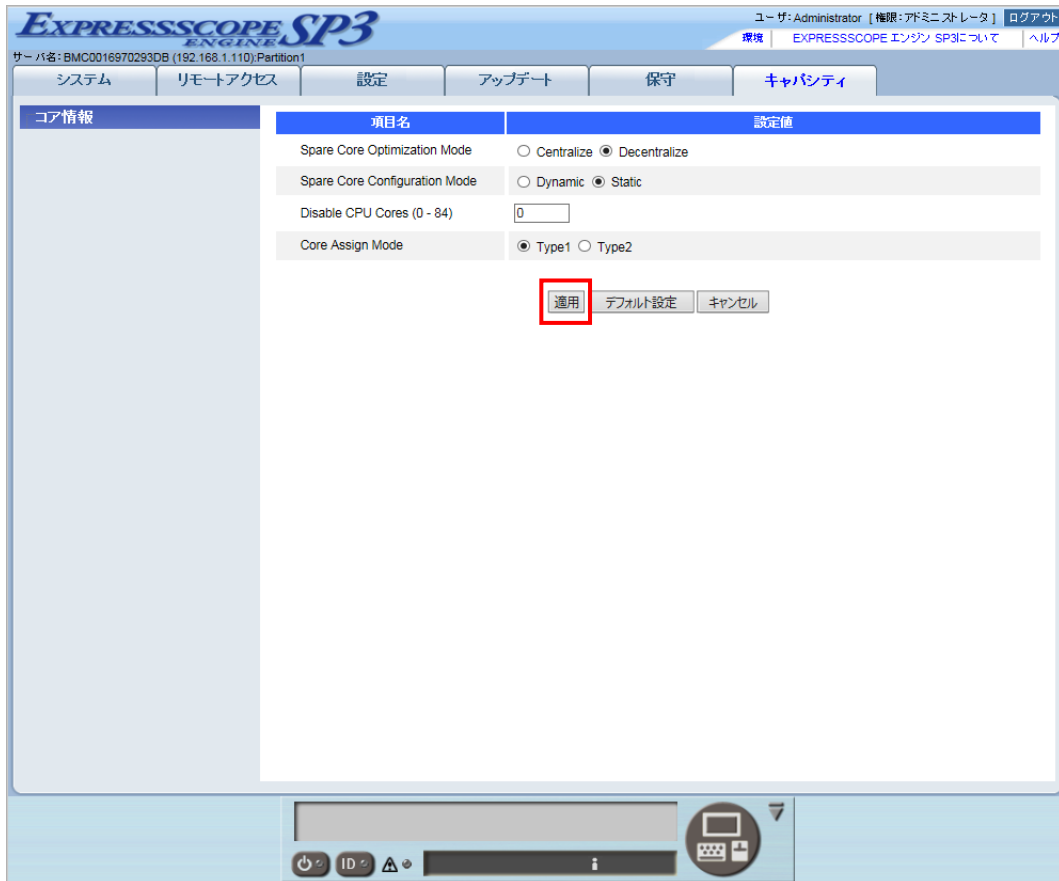 EXPRESSSCOPE ENGINE SP3
ユーザ:Administrator [権限:アドミニストレータ] ログアウト
環境 EXPRESSSCOPE エンジン SP3について ヘルプ
サーバ名:BMC0016970293DB (192.168.1.110):Partition1
システム リモートアクセス 設定 アップデート 保守 キャパシティ
コア情報
項目名 設定値
Spare Core Optimization Mode Centralize Decentralize
Spare Core Configuration Mode Dynamic Static
Disable CPU Cores (0 - 84) 0
Core Assign Mode Type1 Type2
適用 デフォルト設定 キャンセル
ID